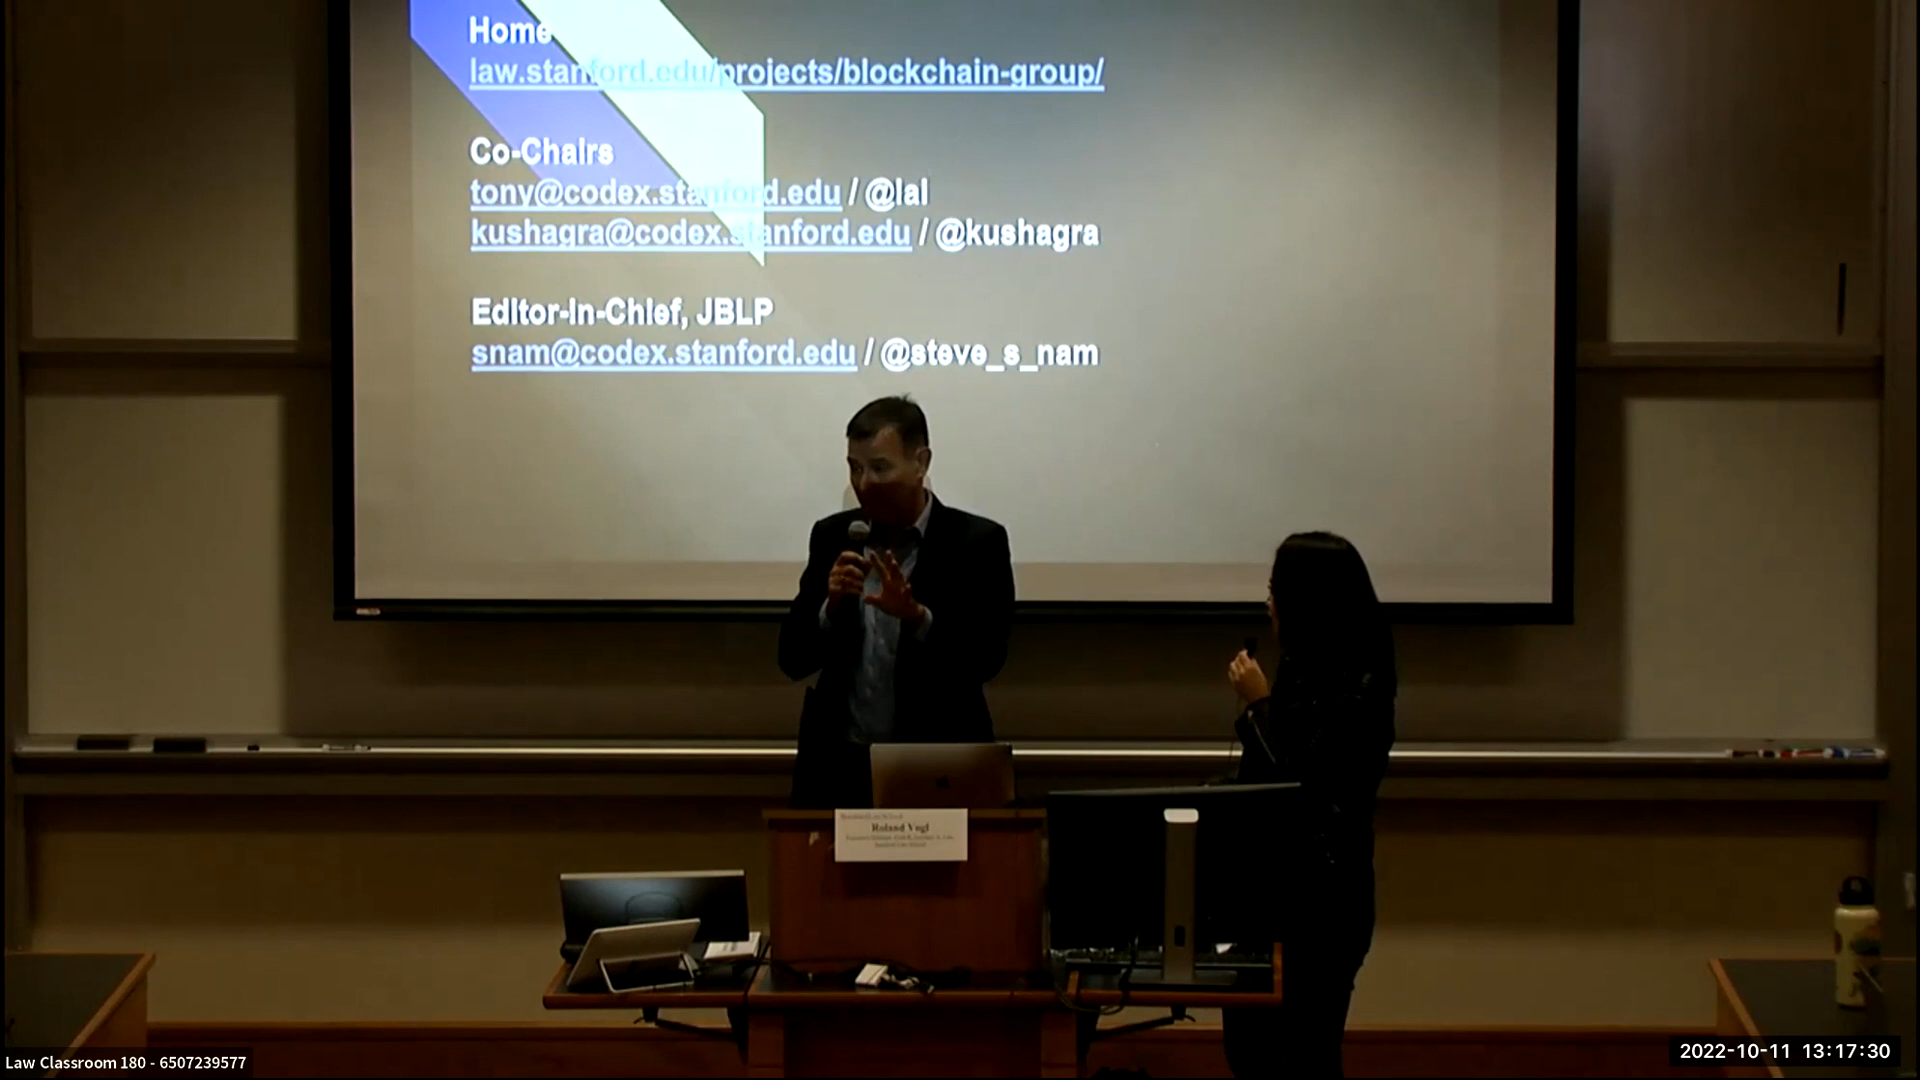 Home
law.stanford.edu/projects/blockchain-group/
Co-Chairs
tony@codex.stanford.edu / @lal
kushagra@codex.stanford.edu / @kushagra
Editor-in-Chief, JBLP
snam@codex.stanford.edu / @steve_s_nam
Roland Vogl
Law Classroom 180 - 6507239577
2022-10-11 13:17:30